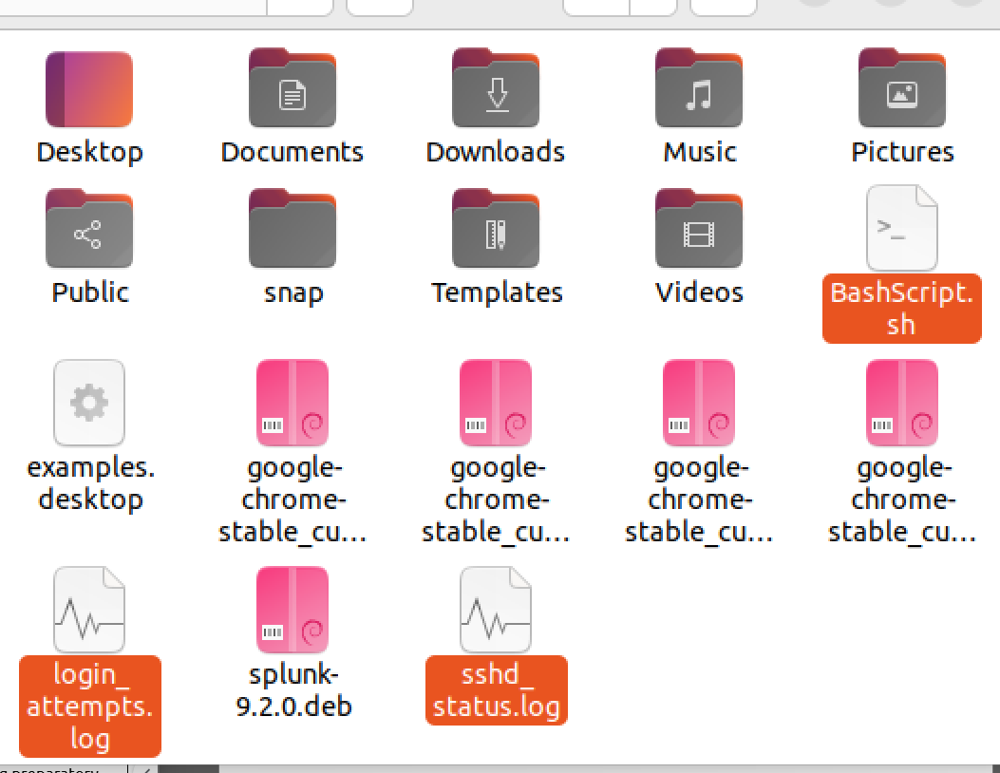 Desktop
Documents
Downloads
Music
Pictures
Public
snap
Templates
Videos
BashScript.
sh
examples.
desktop
google-
chrome-
stable_cu...
google-
chrome-
stable_cu...
google-
chrome-
stable_cu...
google-
chrome-
stable_cu...
login_
attempts.
log
splunk-
9.2.0.deb
sshd_
status.log
preparatory